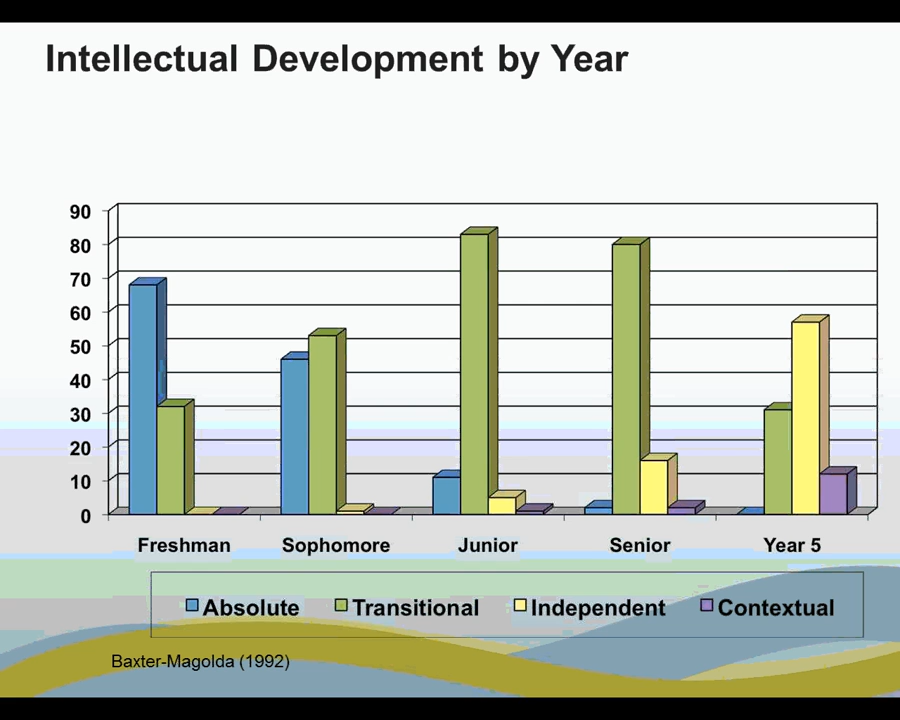 Intellectual Development by Year
90
80
70
60
50
40
30
20
10
0
Freshman Sophomore Junior Senior Year 5
Absolute Transitional Independent Contextual
Baxter-Magolda (1992)